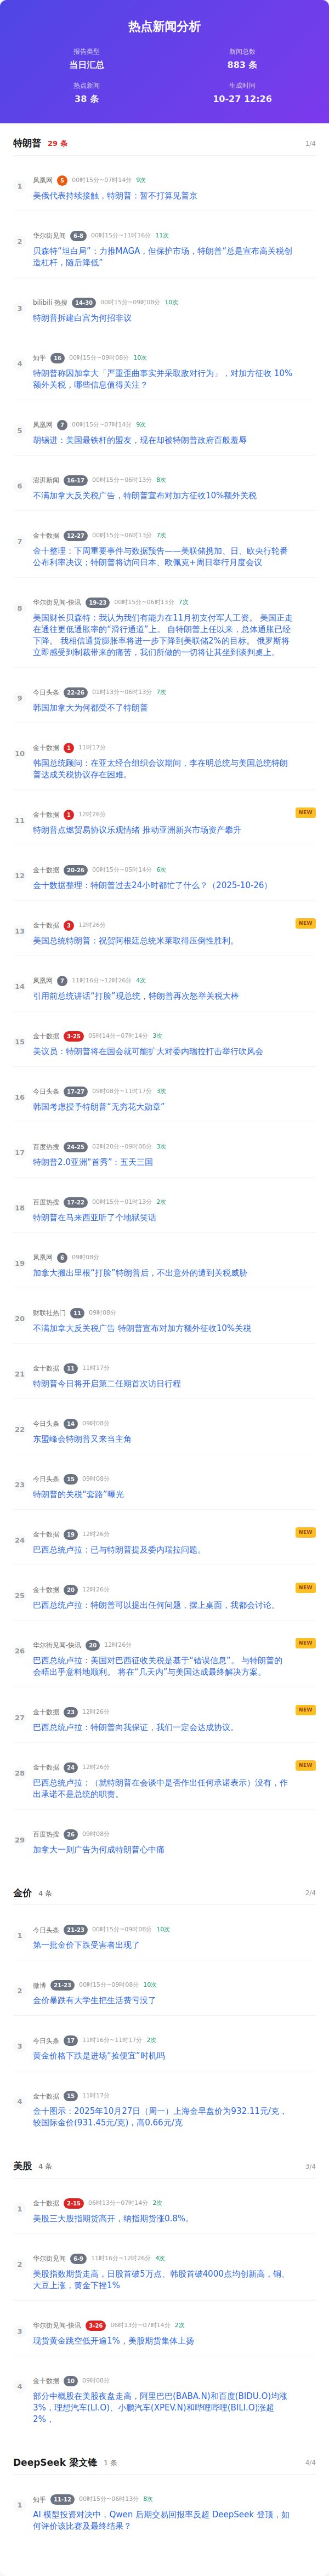 热点新闻分析
报告类型
当日汇总
新闻总数
883 条
热点新闻
38 条
生成时间
10-27 12:26
特朗普 29 条 1/4
1
凤凰网 5 00时15分~07时14分 9次
美俄代表持续接触，特朗普：暂不打算见普京
2
华尔街见闻 6-8 00时15分~11时16分 11次
贝森特“坦白局”：力推MAGA，但保护市场，特朗普“总是宣布高关税创
造杠杆，随后降低”
3
bilibili 热搜 14-30 00时15分~09时08分 10次
特朗普拆建白宫为何招非议
4
知乎 16 00时15分~09时08分 10次
特朗普称因加拿大「严重歪曲事实并采取敌对行为」，对加方征收 10%
额外关税，哪些信息值得关注？
5
凤凰网 7 00时15分~07时14分 9次
胡锡进：美国最铁杆的盟友，现在却被特朗普政府百般羞辱
6
澎湃新闻 16-17 00时15分~06时13分 8次
不满加拿大反关税广告，特朗普宣布对加方征收10%额外关税
7
金十数据 12-27 00时15分~06时13分 7次
金十整理：下周重要事件与数据预告——美联储携加、日、欧央行轮番
公布利率决议；特朗普将访问日本、欧佩克+周日举行月度会议
8
华尔街见闻-快讯 19-23 00时15分~06时13分 7次
美国财长贝森特：我认为我们有能力在11月初支付军人工资。 美国正走
在通往更低通胀率的“滑行通道”上。 自特朗普上任以来，总体通胀已经
下降。 我相信通货膨胀率将进一步下降到美联储2%的目标。 俄罗斯将
立即感受到制裁带来的痛苦，我们所做的一切将让其坐到谈判桌上。
9
今日头条 22-26 01时13分~06时13分 7次
韩国加拿大为何都受不了特朗普
10
金十数据 1 11时17分
韩国总统顾问：在亚太经合组织会议期间，李在明总统与美国总统特朗
普达成关税协议存在困难。
11
金十数据 1 12时26分
NEW
特朗普点燃贸易协议乐观情绪 推动亚洲新兴市场资产攀升
12
金十数据 20-26 00时15分~05时14分 6次
金十数据整理：特朗普过去24小时都忙了什么？（2025-10-26）
13
金十数据 3 12时26分
NEW
美国总统特朗普：祝贺阿根廷总统米莱取得压倒性胜利。
14
凤凰网 7 11时16分~12时26分 4次
引用前总统讲话“打脸”现总统，特朗普再次怒举关税大棒
15
金十数据 3-25 05时14分~07时14分 3次
美议员：特朗普将在国会就可能扩大对委内瑞拉打击举行吹风会
16
今日头条 17-27 09时08分~11时17分 3次
韩国考虑授予特朗普“无穷花大勋章”
17
百度热搜 24-25 02时20分~09时08分 3次
特朗普2.0亚洲“首秀”：五天三国
18
百度热搜 17-22 00时15分~01时13分 2次
特朗普在马来西亚听了个地狱笑话
19
凤凰网 6 09时08分
加拿大搬出里根“打脸”特朗普后，不出意外的遭到关税威胁
20
财联社热门 11 09时08分
不满加拿大反关税广告 特朗普宣布对加方额外征收10%关税
21
金十数据 11 11时17分
特朗普今日将开启第二任期首次访日行程
22
今日头条 14 09时08分
东盟峰会特朗普又来当主角
23
今日头条 15 09时08分
特朗普的关税“套路”曝光
24
金十数据 19 12时26分
NEW
巴西总统卢拉：已与特朗普提及委内瑞拉问题。
25
金十数据 20 12时26分
NEW
巴西总统卢拉：特朗普可以提出任何问题，摆上桌面，我都会讨论。
26
华尔街见闻-快讯 20 12时26分
NEW
巴西总统卢拉：美国对巴西征收关税是基于“错误信息”。 与特朗普的
会晤出乎意料地顺利。 将在“几天内”与美国达成最终解决方案。
27
金十数据 23 12时26分
NEW
巴西总统卢拉：特朗普向我保证，我们一定会达成协议。
28
金十数据 24 12时26分
NEW
巴西总统卢拉：（就特朗普在会谈中是否作出任何承诺表示）没有，作
出承诺不是总统的职责。
29
百度热搜 26 09时08分
加拿大一则广告为何成特朗普心中痛
金价 4 条 2/4
1
今日头条 21-23 00时15分~09时08分 10次
第一批金价下跌受害者出现了
2
微博 21-23 00时15分~09时08分 10次
金价暴跌有大学生把生活费亏没了
3
今日头条 17 11时16分~11时17分 2次
黄金价格下跌是进场“捡便宜”时机吗
4
金十数据 15 11时17分
金十图示：2025年10月27日（周一）上海金早盘价为932.11元/克，
较国际金价(931.45元/克)，高0.66元/克
美股 4 条 3/4
1
金十数据 2-15 06时13分~07时14分 2次
美股三大股指期货高开，纳指期货涨0.8%。
2
华尔街见闻 6-9 11时16分~12时26分 4次
美股指数期货走高，日股首破5万点、韩股首破4000点均创新高，铜、
大豆上涨，黄金下挫1%
3
华尔街见闻-快讯 3-26 06时13分~07时14分 2次
现货黄金跳空低开逾1%，美股期货集体上扬
4
金十数据 10 09时08分
部分中概股在美股夜盘走高，阿里巴巴(BABA.N)和百度(BIDU.O)均涨
3%，理想汽车(LI.O)、小鹏汽车(XPEV.N)和哔哩哔哩(BILI.O)涨超
2%，
DeepSeek 梁文锋 1 条 4/4
1
知乎 11-12 00时15分~06时13分 8次
AI 模型投资对决中，Qwen 后期交易回报率反超 DeepSeek 登顶，如
何评价该比赛及最终结果？